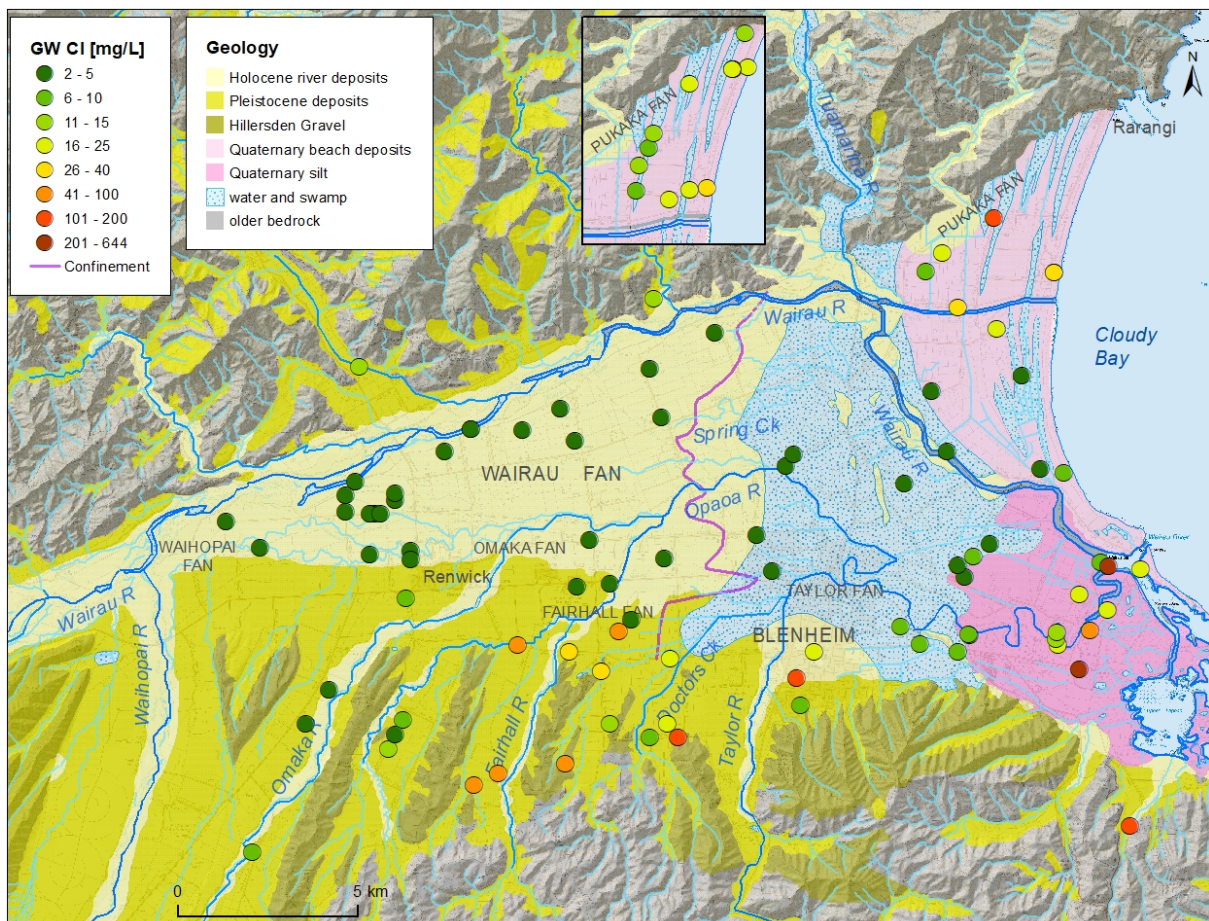 GW Cl [mg/L]
2 - 5
6 - 10
11 - 15
16 - 25
26 - 40
41 - 100
101 - 200
201 - 644
Confinement
Geology
Holocene river deposits
Pleistocene deposits
Hillersden Gravel
Quaternary beach deposits
Quaternary silt
water and swamp
older bedrock
PUKAKA FAN
Tuamarina R
N
Rarangi
PUKAKA FAN
Cloudy
Bay
Wairau R
Spring Ck
Wairau R
WAIRAU FAN
Opaoa R
WAIHOPAI
FAN
OMAKA FAN
Renwick
Wairau R
FAIRHALL FAN
TAYLOR FAN
BLENHEIM
Waihopai R
Omaka R
Fairhall R
Doctors Ck
Taylor R
0
5 km